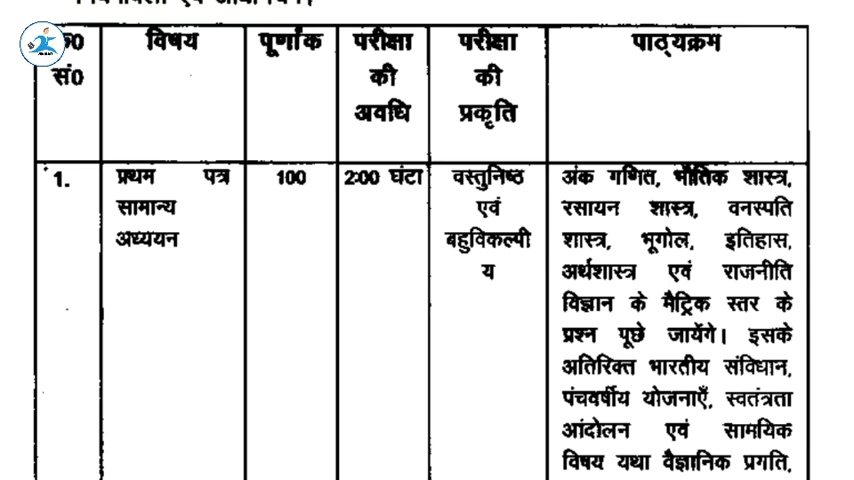 क्र0 विषय पूर्णांक परीक्षा परीक्षा पाठ्यक्रम
सं0 की की
अवधि प्रकृति
1. प्रथम पत्र 100 2:00 घंटा वस्तुनिष्ठ अंक गणित, भौतिक शास्त्र,
सामान्य एवं रसायन शास्त्र, वनस्पति
अध्ययन बहुविकल्पी शास्त्र, भूगोल, इतिहास,
य अर्थशास्त्र एवं राजनीति
विज्ञान के मैट्रिक स्तर के
प्रश्न पूछे जायेंगे। इसके
अतिरिक्त भारतीय संविधान,
पंचवर्षीय योजनाएँ, स्वतंत्रता
आंदोलन एवं सामयिक
विषय यथा वैज्ञानिक प्रगति,